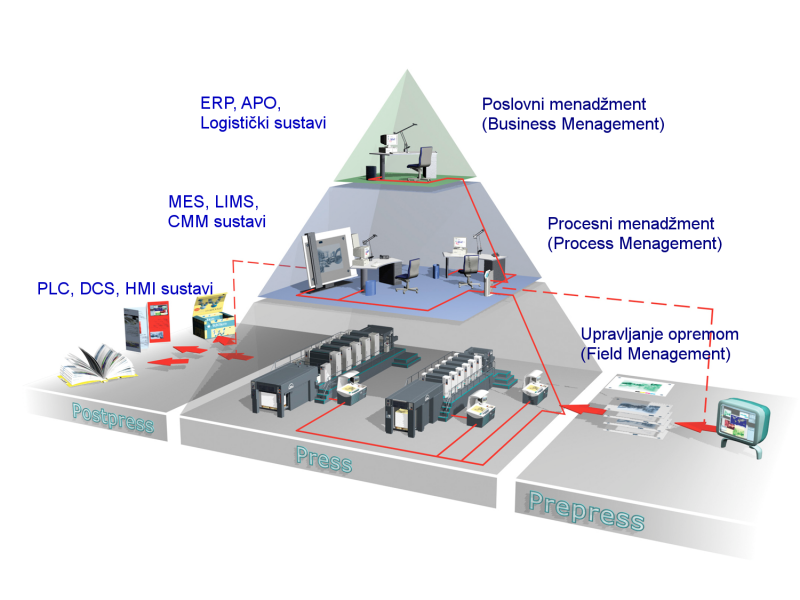 ERP, APO,
Logistički sustavi
Poslovni menadžment
(Business Menagement)
MES, LIMS,
CMM sustavi
Procesni menadžment
(Process Menagement)
PLC, DCS, HMI sustavi
Upravljanje opremom
(Field Menagement)
Postpress
Press
Prepress